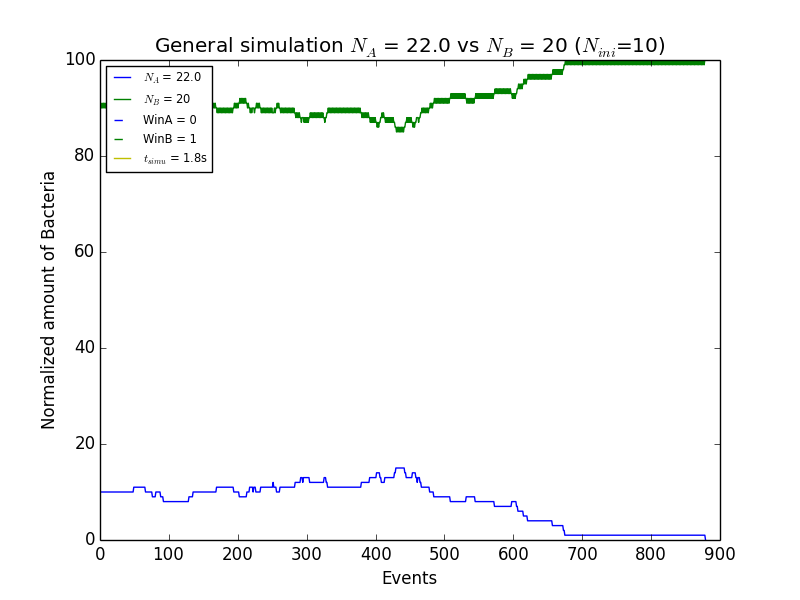 General simulation N_A = 22.0 vs N_B = 20 (N_ini=10)
100
80
60
40
20
0
Normalized amount of Bacteria
N_A = 22.0
N_B = 20
WinA = 0
WinB = 1
t_simu = 1.8s
0 100 200 300 400 500 600 700 800 900
Events